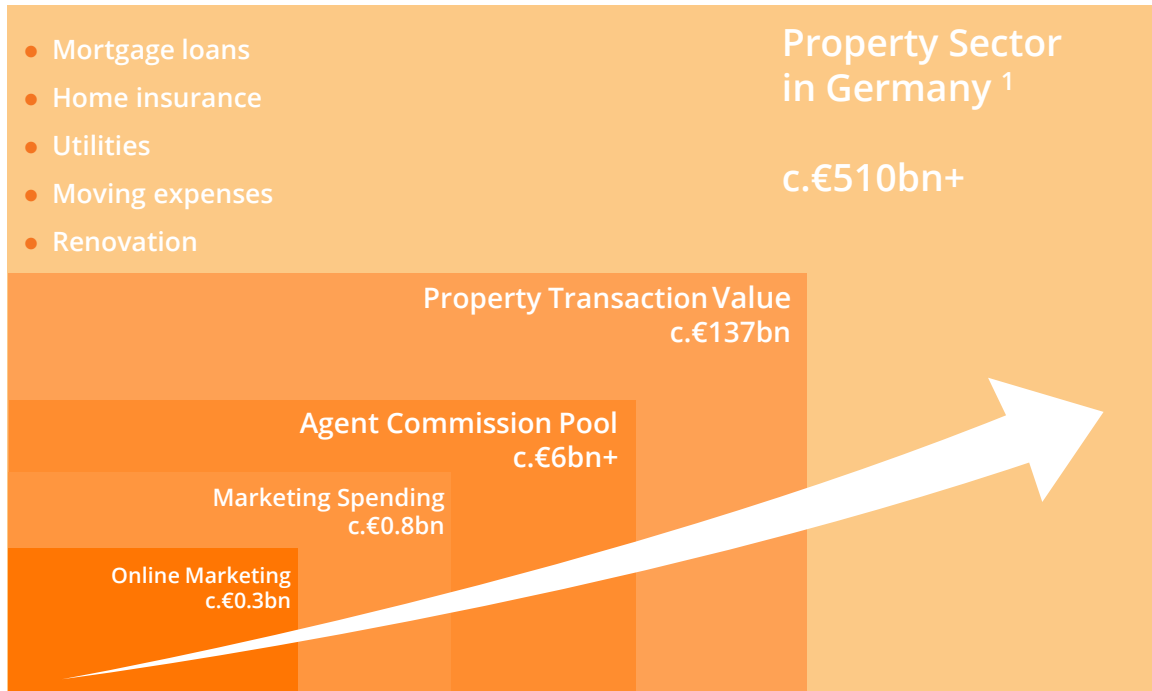 • Mortgage loans
• Home insurance
• Utilities
• Moving expenses
• Renovation
Property Sector
in Germany ¹
c.€510bn+
Property Transaction Value
c.€137bn
Agent Commission Pool
c.€6bn+
Marketing Spending
c.€0.8bn
Online Marketing
c.€0.3bn